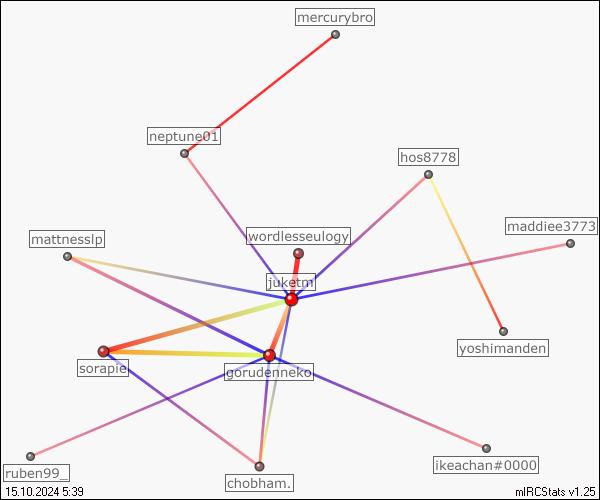 mercurybro
neptune01
hos8778
maddiee3773
wordlesseulogy
mattnesslp
juketm
yoshimanden
sorapie
gorudenneko
ikeachan#0000
ruben99_
chobham.
15.10.2024 5:39
mIRCStats v1.25